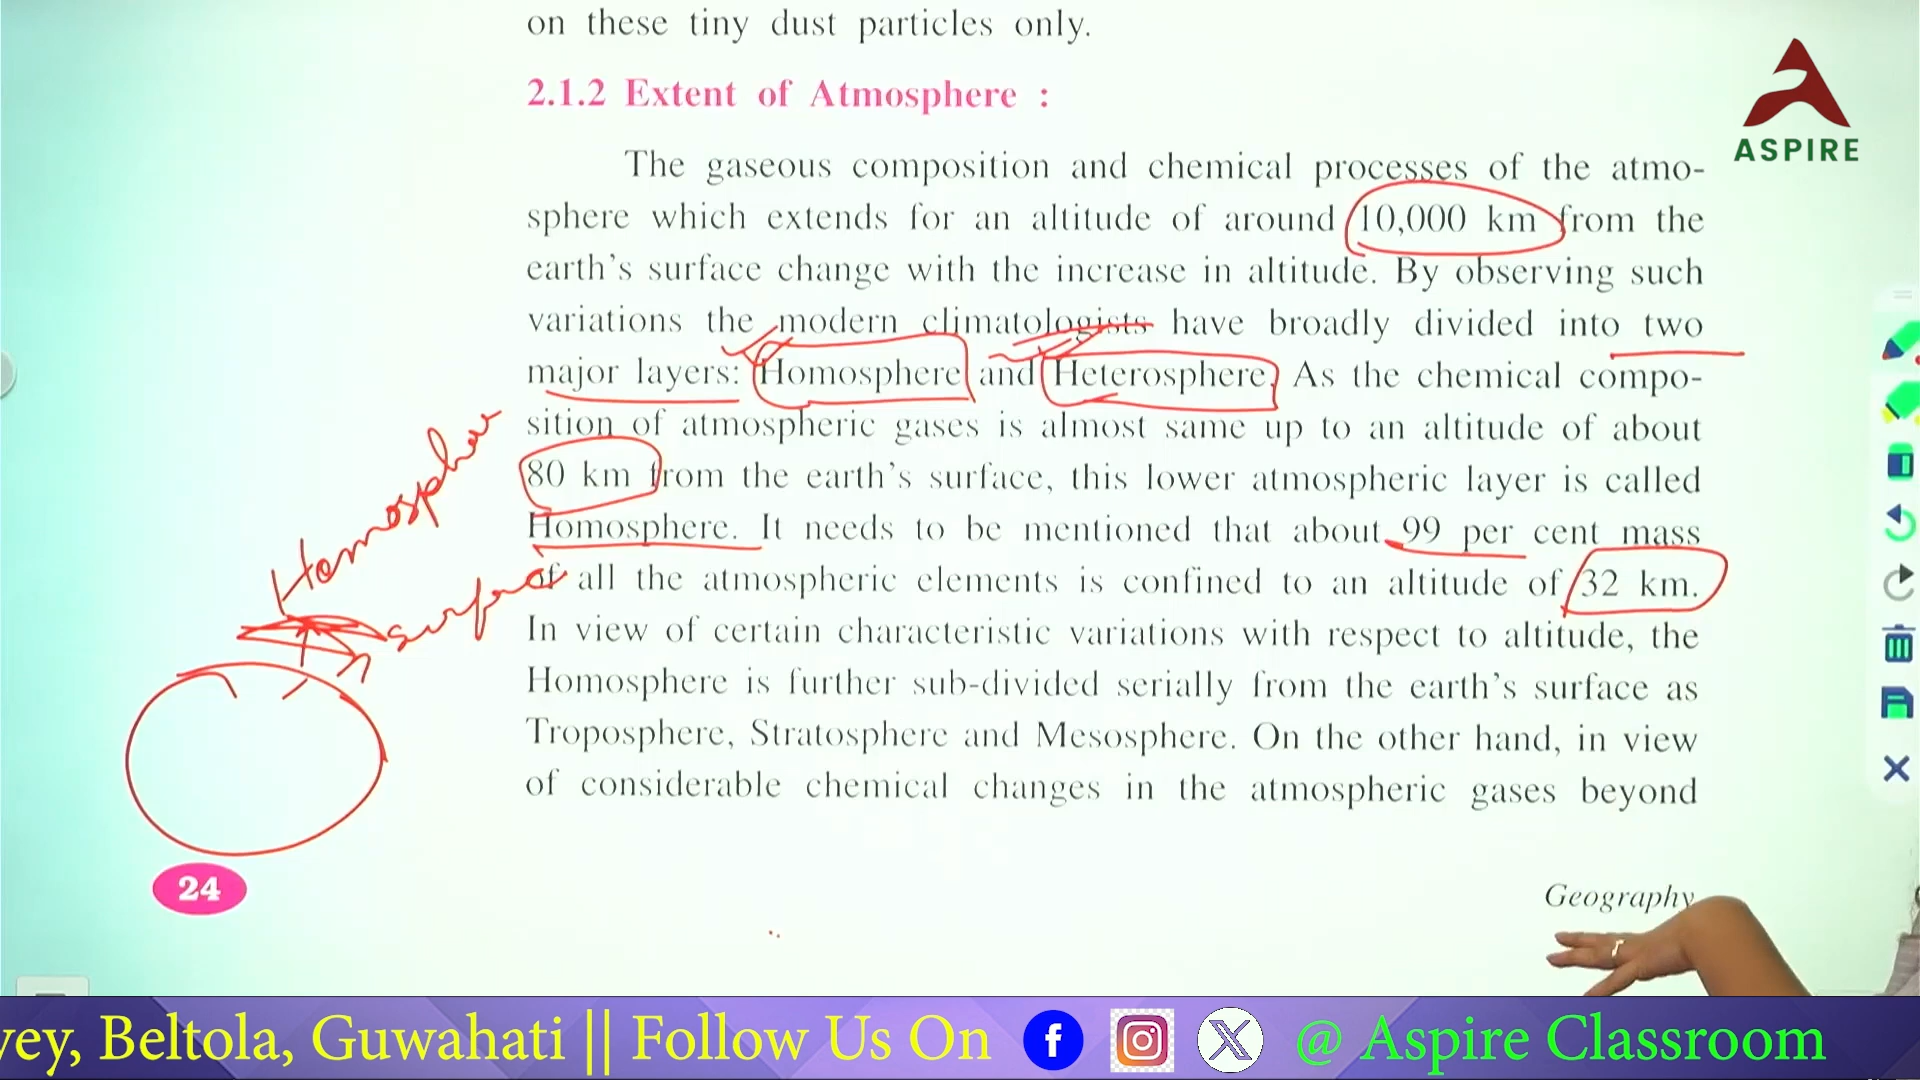 on these tiny dust particles only.
2.1.2 Extent of Atmosphere :
ASPIRE
The gaseous composition and chemical processes of the atmo-
sphere which extends for an altitude of around 10,000 km from the
earth's surface change with the increase in altitude. By observing such
variations the modern climatologists have broadly divided into two
major layers: Homosphere and Heterosphere. As the chemical compo-
sition of atmospheric gases is almost same up to an altitude of about
80 km from the earth's surface, this lower atmospheric layer is called
Homosphere. It needs to be mentioned that about 99 per cent mass
of all the atmospheric elements is confined to an altitude of 32 km.
In view of certain characteristic variations with respect to altitude, the
Homosphere is further sub-divided serially from the earth's surface as
Troposphere, Stratosphere and Mesosphere. On the other hand, in view
of considerable chemical changes in the atmospheric gases beyond
Homosphere
24
Geography
vey, Beltola, Guwahati || Follow Us On @ Aspire Classroom